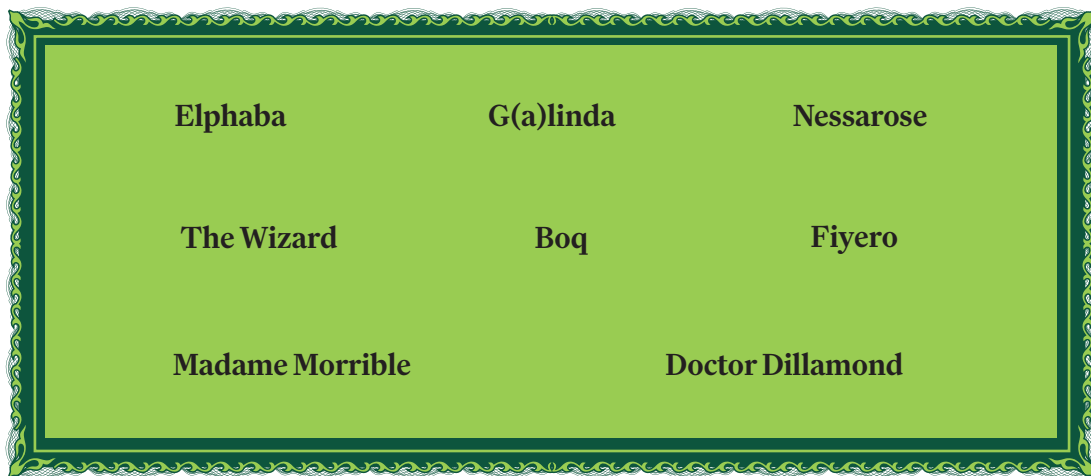 Elphaba G(a)linda Nessarose
The Wizard Boq Fiyero
Madame Morrible Doctor Dillamond